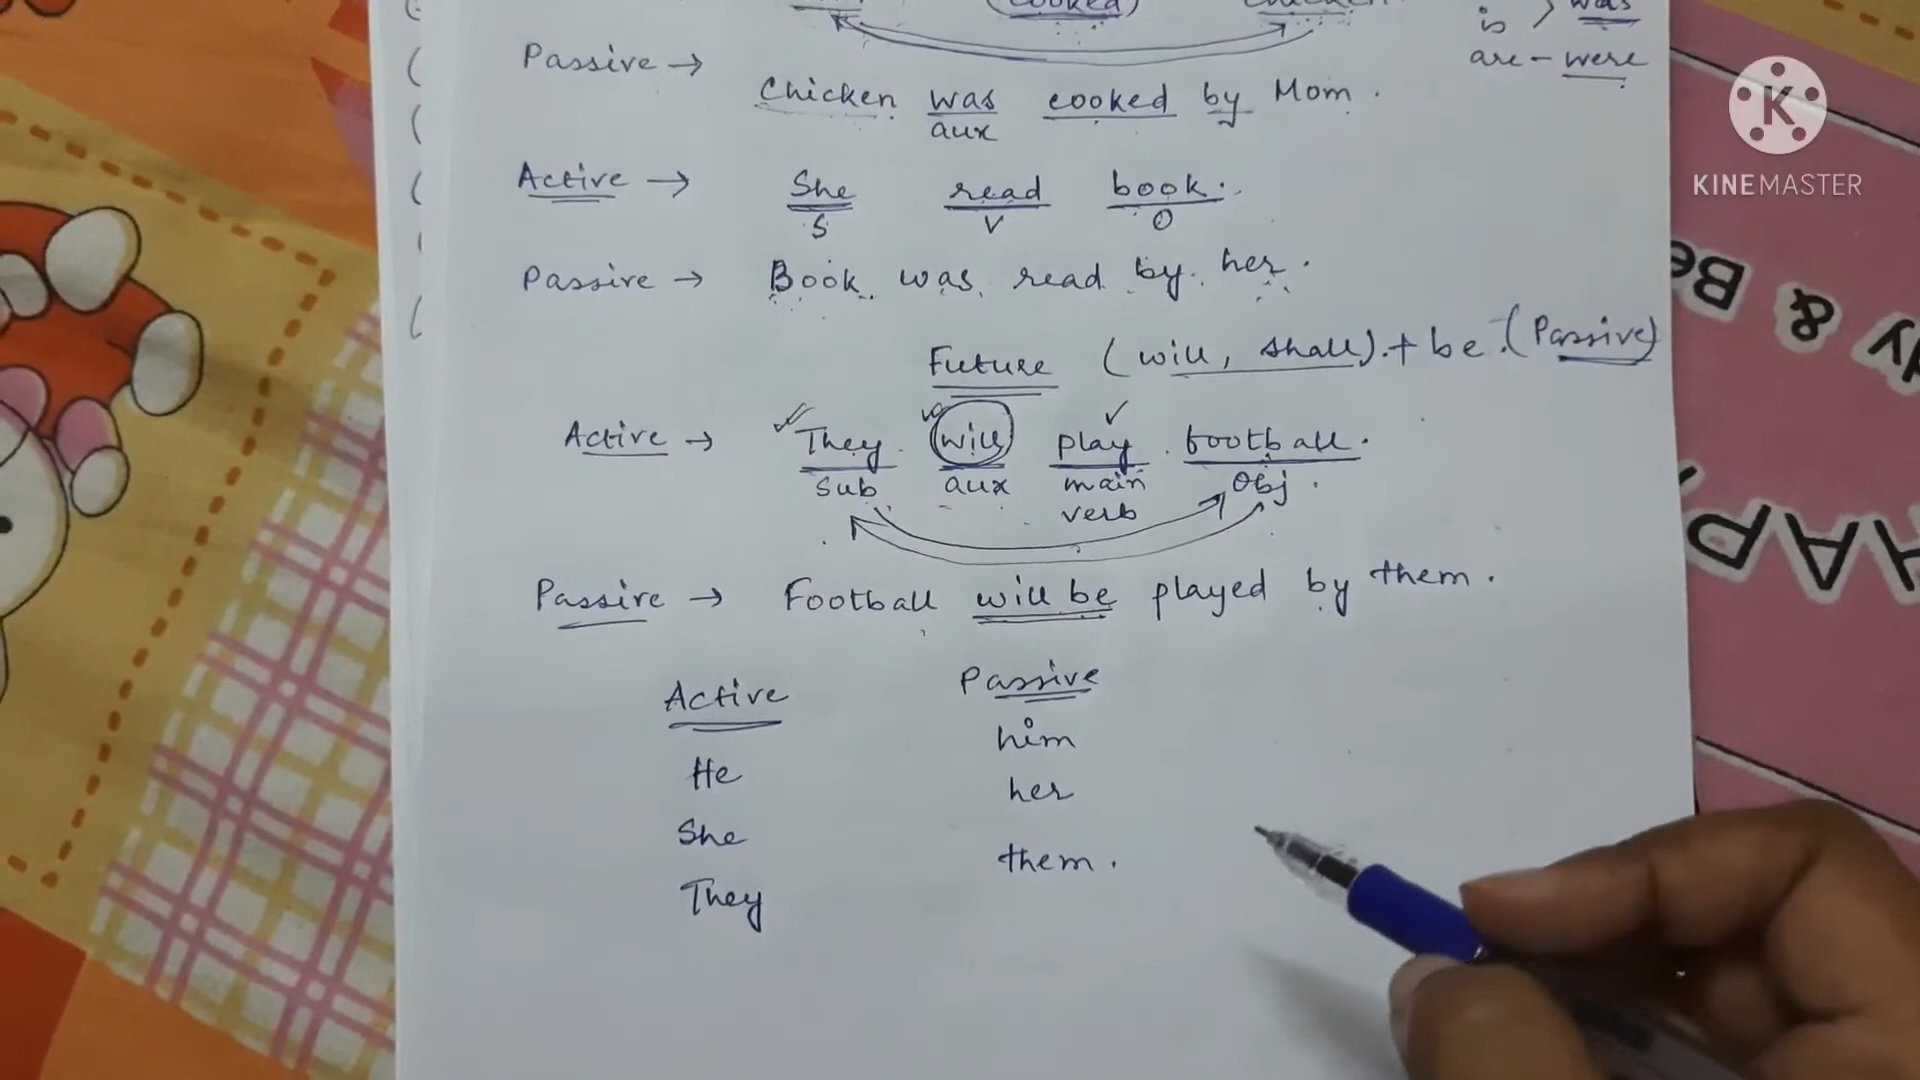 (cooked)
is > was
are - were
Passive →
Chicken was cooked by Mom.
aux
Active → She read book.
S V O
Passive → Book was read by her.
Future (will, shall) + be (Passive)
Active → They will play football.
sub aux main verb Obj.
Passive → Football will be played by them.
Active Passive
He him
She her
They them.
K
KINEMASTER